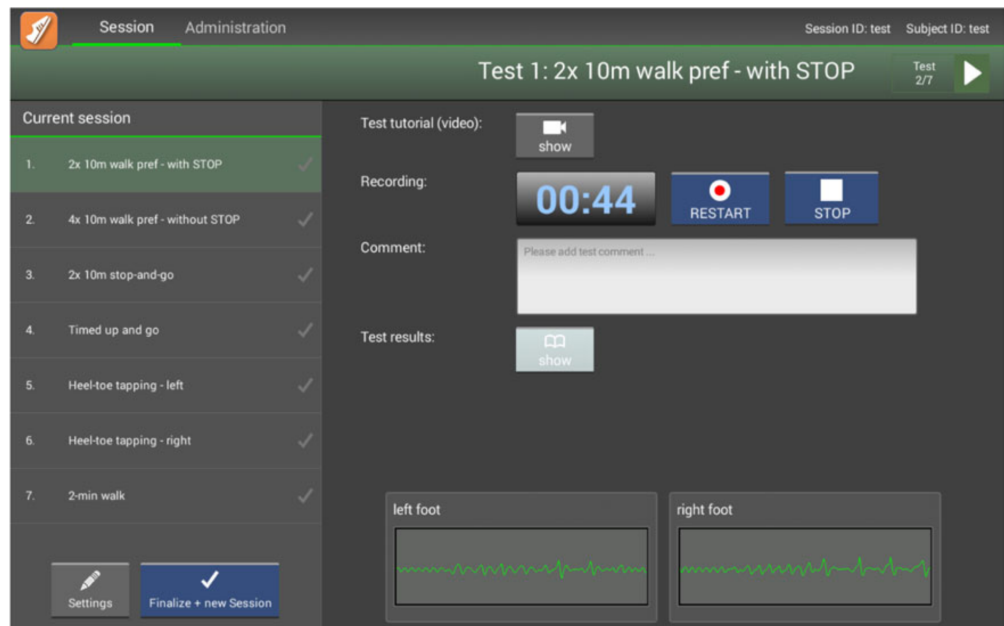 Session Administration Session ID: test Subject ID: test
Test 1: 2x 10m walk pref - with STOP
Test
2/7
Current session
1. 2x 10m walk pref - with STOP
2. 4x 10m walk pref - without STOP
3. 2x 10m stop-and-go
4. Timed up and go
5. Heel-toe tapping - left
6. Heel-toe tapping - right
7. 2-min walk
Settings
Finalize + new Session
Test tutorial (video):
show
Recording:
00:44
RESTART
STOP
Comment:
Please add test comment ...
Test results:
show
left foot
right foot